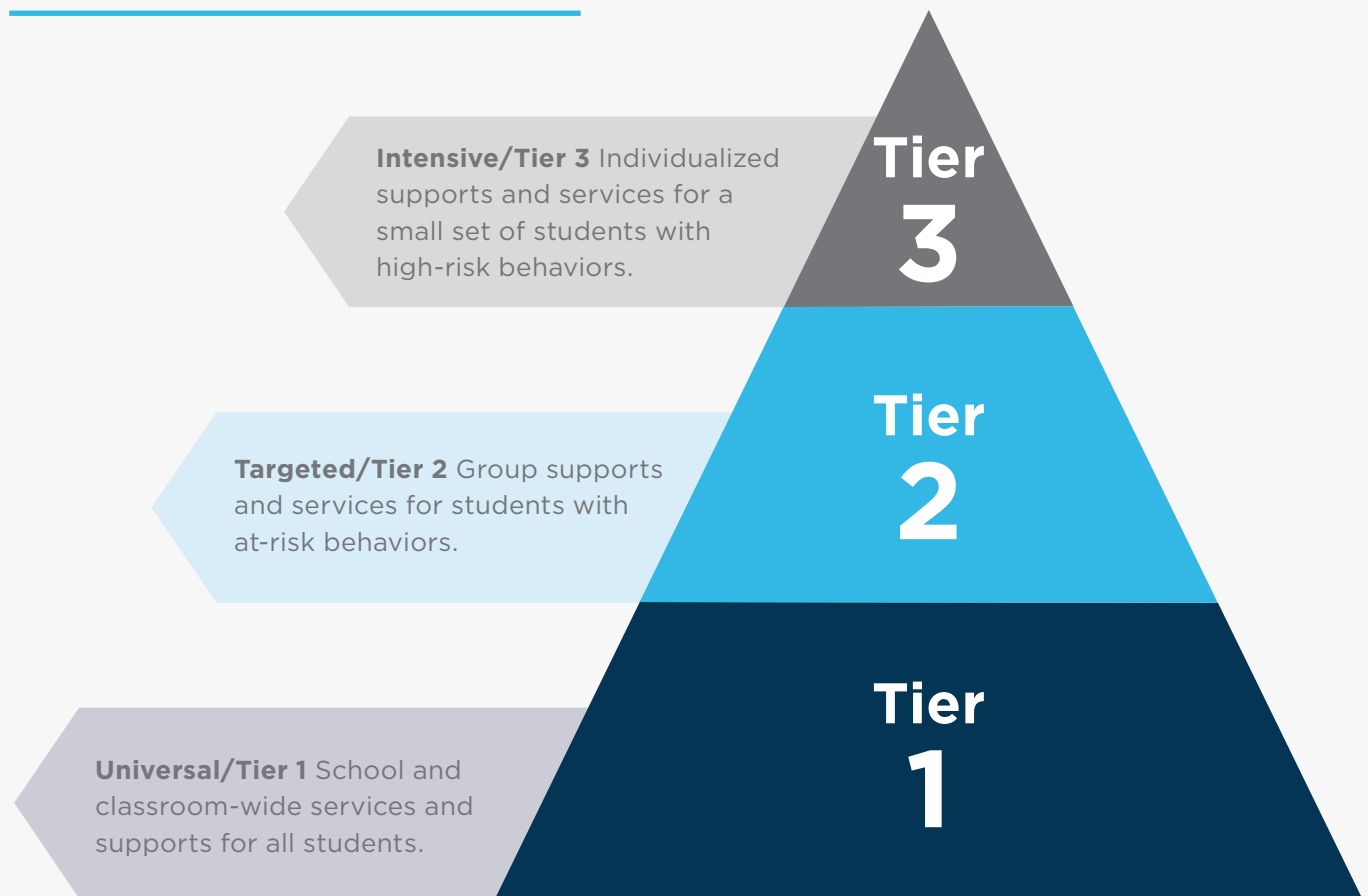 Intensive/Tier 3 Individualized
supports and services for a
small set of students with
high-risk behaviors.
Tier
3
Targeted/Tier 2 Group supports
and services for students with
at-risk behaviors.
Tier
2
Universal/Tier 1 School and
classroom-wide services and
supports for all students.
Tier
1